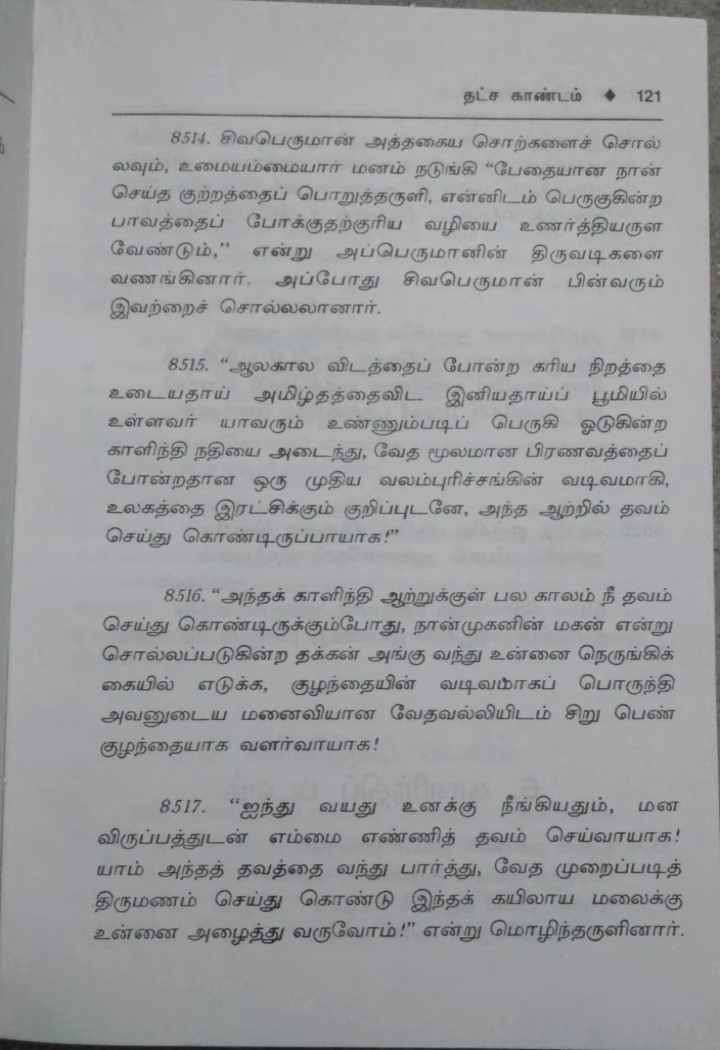 தட்ச காண்டம் ◆ 121
8514. சிவபெருமான் அத்தகைய சொற்களைச் சொல்
லவும், உமையம்மையார் மனம் நடுங்கி “பேதையான நான்
செய்த குற்றத்தைப் பொறுத்தருளி, என்னிடம் பெருகுகின்ற
பாவத்தைப் போக்குதற்குரிய வழியை உணர்த்தியருள
வேண்டும்,” என்று அப்பெருமானின் திருவடிகளை
வணங்கினார். அப்போது சிவபெருமான் பின்வரும்
இவற்றைச் சொல்லலானார்.
8515. “ஆலகால விடத்தைப் போன்ற கரிய நிறத்தை
உடையதாய் அமிழ்தத்தைவிட இனியதாய்ப் பூமியில்
உள்ளவர் யாவரும் உண்ணும்படிப் பெருகி ஓடுகின்ற
காளிந்தி நதியை அடைந்து, வேத மூலமான பிரணவத்தைப்
போன்றதான ஒரு முதிய வலம்புரிச்சங்கின் வடிவமாகி,
உலகத்தை இரட்சிக்கும் குறிப்புடனே, அந்த ஆற்றில் தவம்
செய்து கொண்டிருப்பாயாக!”
8516. “அந்தக் காளிந்தி ஆற்றுக்குள் பல காலம் நீ தவம்
செய்து கொண்டிருக்கும்போது, நான்முகனின் மகன் என்று
சொல்லப்படுகின்ற தக்கன் அங்கு வந்து உன்னை நெருங்கிக்
கையில் எடுக்க, குழந்தையின் வடிவமாகப் பொருந்தி
அவனுடைய மனைவியான வேதவல்லியிடம் சிறு பெண்
குழந்தையாக வளர்வாயாக!
8517. “ஐந்து வயது உனக்கு நீங்கியதும், மன
விருப்பத்துடன் எம்மை எண்ணித் தவம் செய்வாயாக!
யாம் அந்தத் தவத்தை வந்து பார்த்து, வேத முறைப்படித்
திருமணம் செய்து கொண்டு இந்தக் கயிலாய மலைக்கு
உன்னை அழைத்து வருவோம்!” என்று மொழிந்தருளினார்.